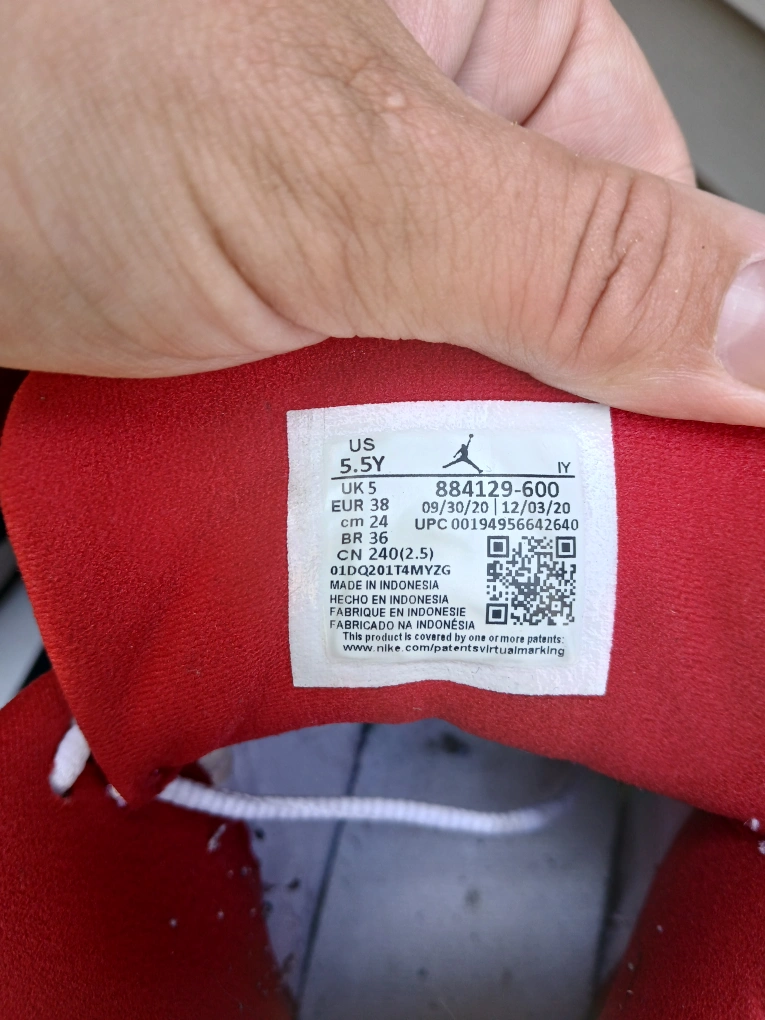 US
5.5Y
IY
UK 5
884129-600
EUR 38
09/30/20 | 12/03/20
cm 24
UPC 00194956642640
BR 36
CN 240(2.5)
01DQ201T4MYZG
MADE IN INDONESIA
HECHO EN INDONESIA
FABRIQUE EN INDONESIE
FABRICADO NA INDONÉSIA
This product is covered by one or more patents:
www.nike.com/patentsvirtualmarking